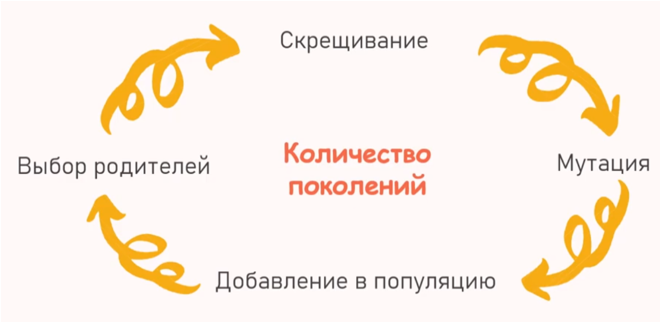 Скрещивание
Количество
поколений
Выбор родителей
Мутация
Добавление в популяцию